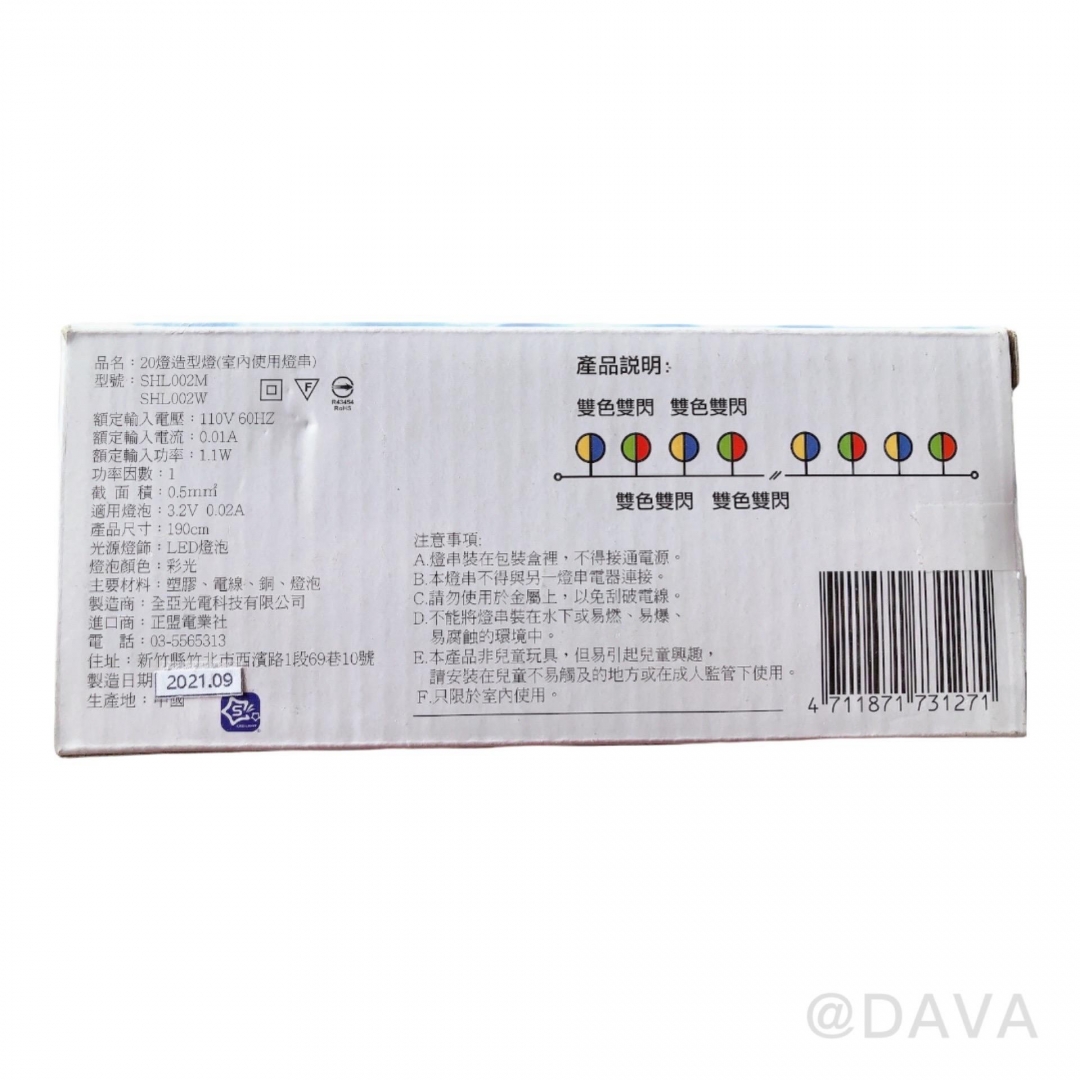 品名：20燈造型燈(室內使用燈串)
型號：SHL002M
SHL002W
F
R45454
RoHS
額定輸入電壓：110V 60HZ
額定輸入電流：0.01A
額定輸入功率：1.1W
功率因數：1
截 面 積：0.5mm²
適用燈泡：3.2V 0.02A
產品尺寸：190cm
光源燈飾：LED燈泡
燈泡顏色：彩光
主要材料：塑膠、電線、銅、燈泡
製造商：全亞光電科技有限公司
進口商：正盟電業社
電 話：03-5565313
住址：新竹縣竹北市西濱路1段69巷10號
製造日期 2021.09
生產地：中國
產品說明：
雙色雙閃 雙色雙閃
雙色雙閃 雙色雙閃
注意事項:
A.燈串裝在包裝盒裡，不得接通電源。
B.本燈串不得與另一燈串電器連接。
C.請勿使用於金屬上，以免刮破電線。
D.不能將燈串裝在水下或易燃、易爆、
易腐蝕的環境中。
E.本產品非兒童玩具，但易引起兒童興趣，
請安裝在兒童不易觸及的地方或在成人監管下使用。
F.只限於室內使用。
4 711871 731271
@DAVA